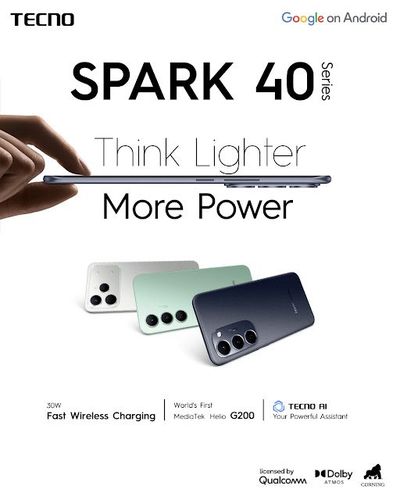 TECNO
Google on Android
SPARK 40 Series
Think Lighter
More Power
30W
Fast Wireless Charging
World's First
MediaTek Helio G200
TECNO AI
Your Powerful Assistant
licensed by
Qualcomm
Dolby
ATMOS
CORNING